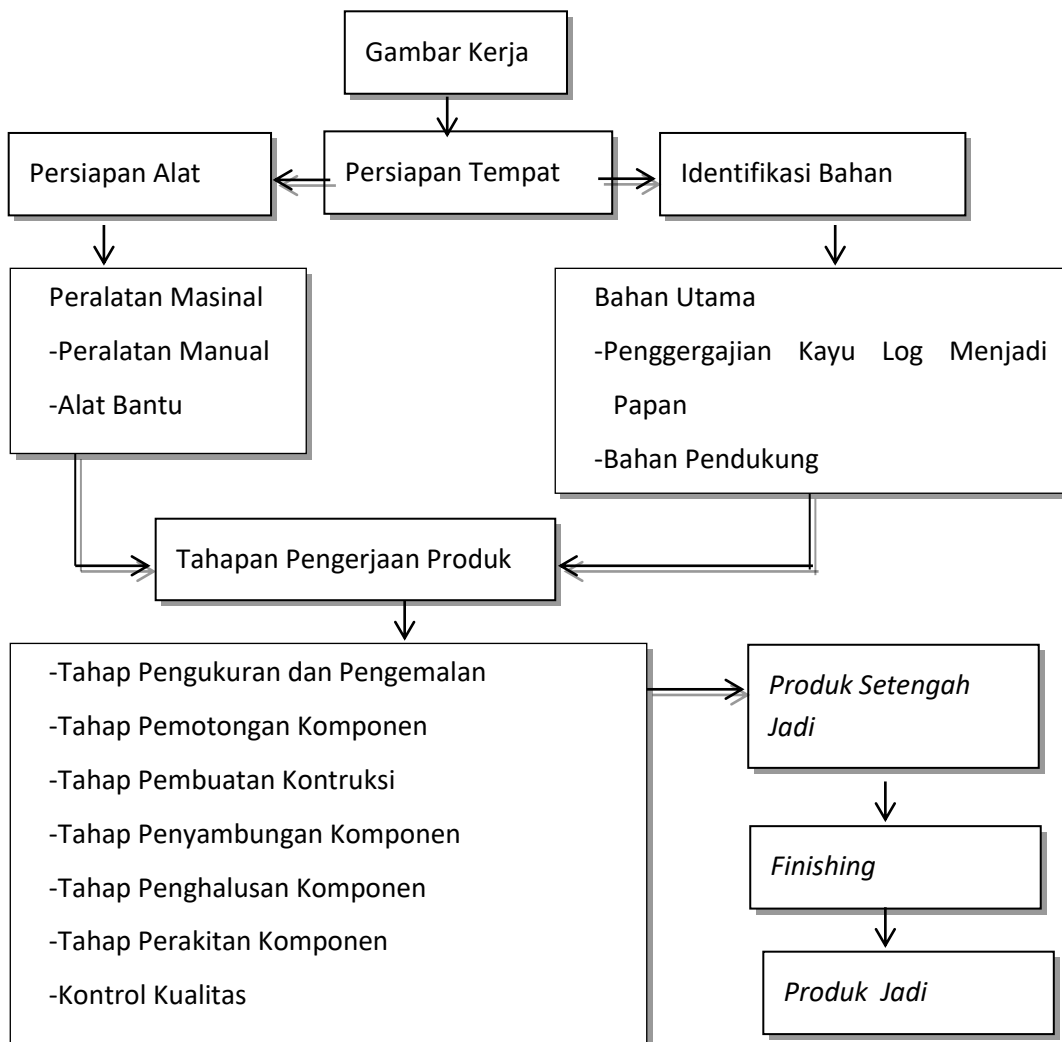 Gambar Kerja
Persiapan Alat
Persiapan Tempat
Identifikasi Bahan
Peralatan Masinal
-Peralatan Manual
-Alat Bantu
Bahan Utama
-Penggergajian Kayu Log Menjadi
Papan
-Bahan Pendukung
Tahapan Pengerjaan Produk
-Tahap Pengukuran dan Pengemalan
-Tahap Pemotongan Komponen
-Tahap Pembuatan Kontruksi
-Tahap Penyambungan Komponen
-Tahap Penghalusan Komponen
-Tahap Perakitan Komponen
-Kontrol Kualitas
Produk Setengah
Jadi
Finishing
Produk Jadi